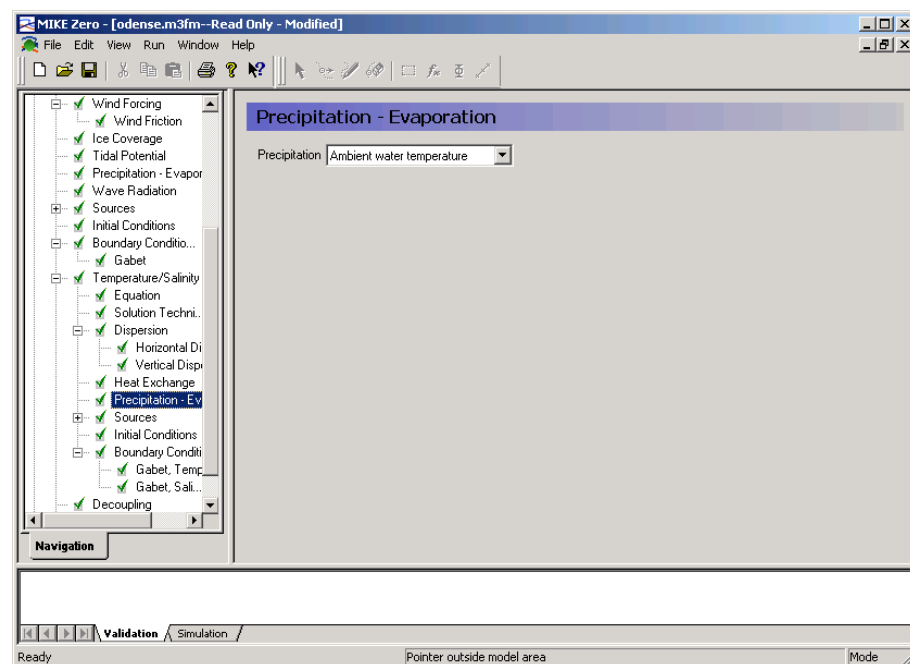 MIKE Zero - [odense.m3fm--Read Only - Modified]
File Edit View Run Window Help
Wind Forcing
Wind Friction
Ice Coverage
Tidal Potential
Precipitation - Evapor
Wave Radiation
Sources
Initial Conditions
Boundary Conditio...
Gabet
Temperature/Salinity
Equation
Solution Techni...
Dispersion
Horizontal Di
Vertical Disp
Heat Exchange
Precipitation - Ev
Sources
Initial Conditions
Boundary Conditi
Gabet, Temp
Gabet, Sali...
Decoupling
Navigation
Precipitation - Evaporation
Precipitation Ambient water temperature
Validation Simulation
Ready Pointer outside model area Mode